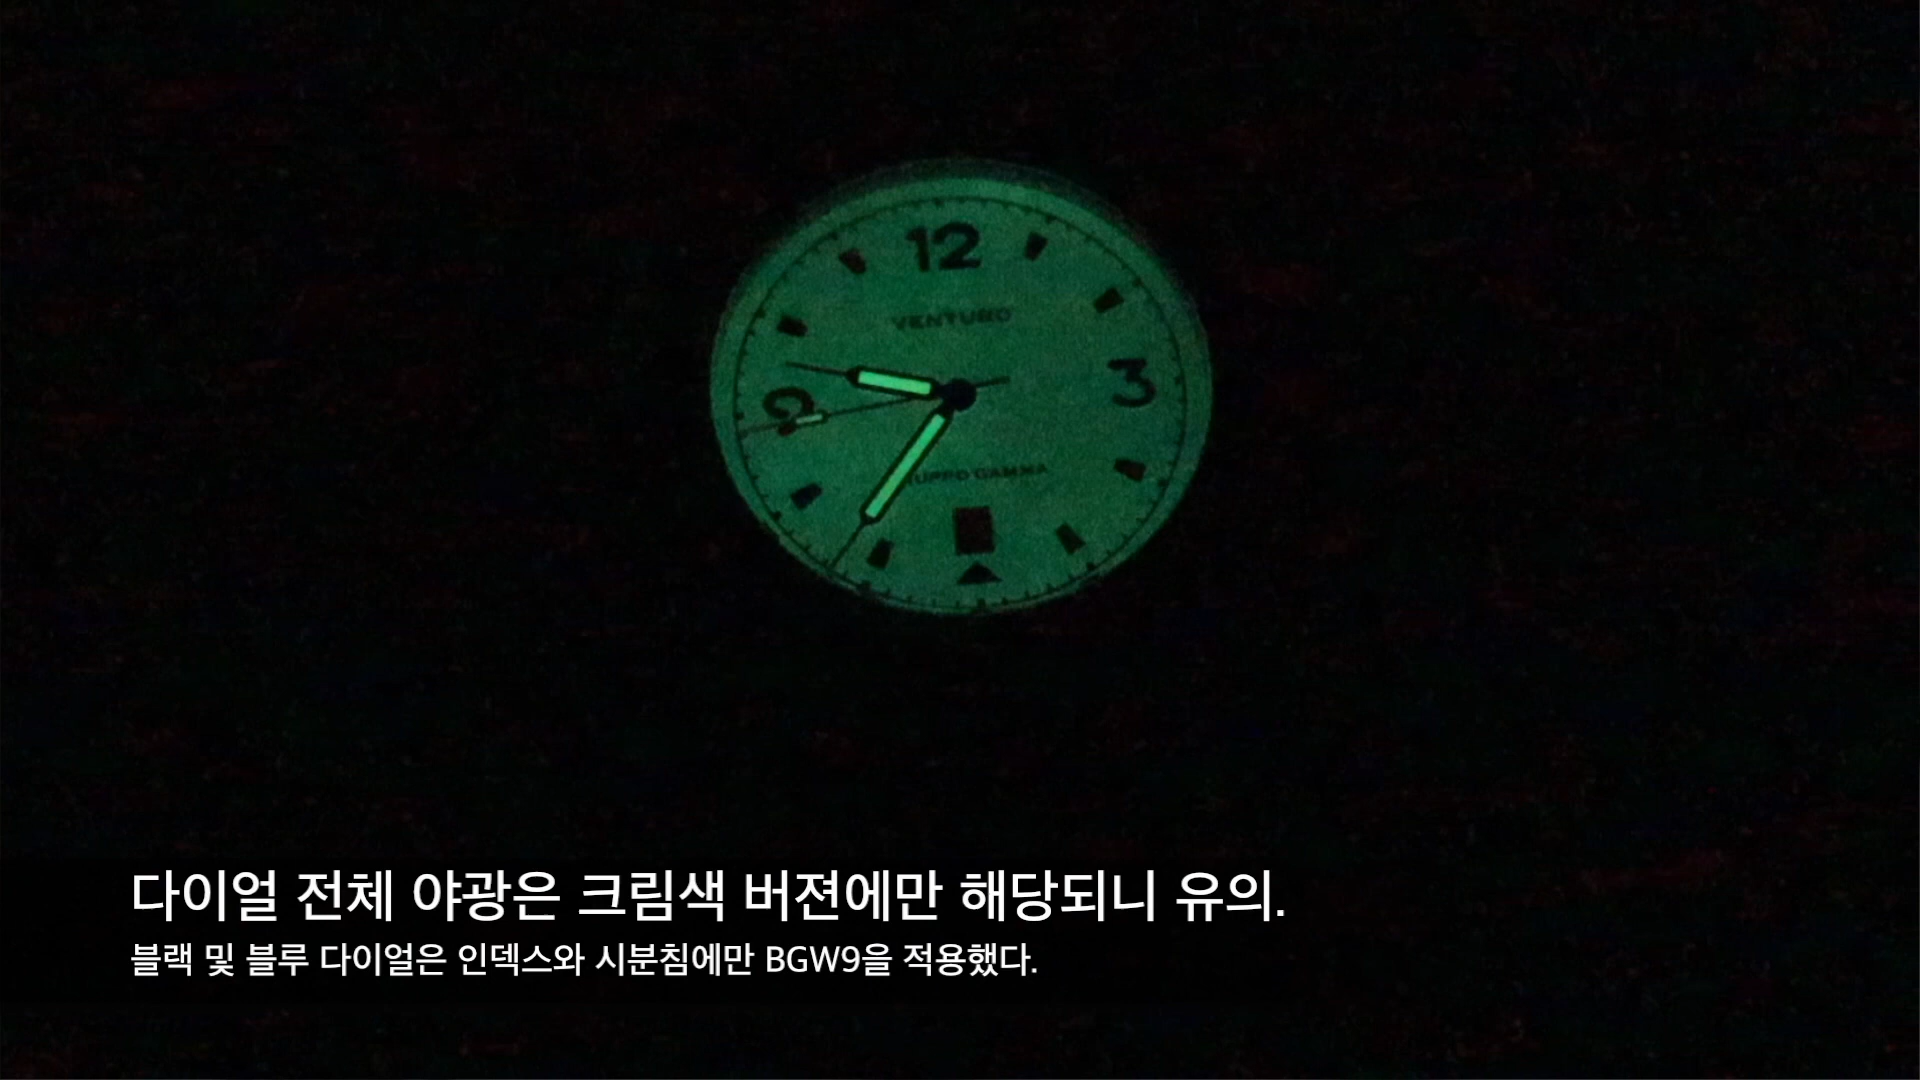 12
VENTURO
3
9
GAMMA
다이얼 전체 야광은 크림색 버젼에만 해당되니 유의.
블랙 및 블루 다이얼은 인덱스와 시분침에만 BGW9을 적용했다.